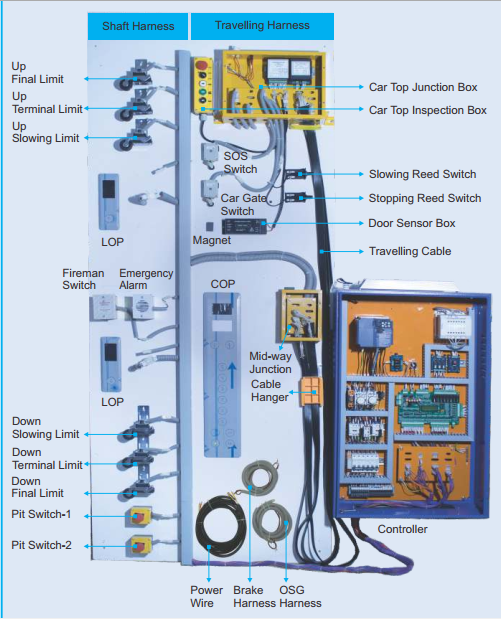 Shaft Harness
Travelling Harness
Up
Final Limit
Up
Terminal Limit
Up
Slowing Limit
LOP
Fireman
Switch
Emergency
Alarm
LOP
Down
Slowing Limit
Down
Terminal Limit
Down
Final Limit
Pit Switch-1
Pit Switch-2
SOS
Switch
Car Gate
Switch
Magnet
COP
Car Top Junction Box
Car Top Inspection Box
Slowing Reed Switch
Stopping Reed Switch
Door Sensor Box
Travelling Cable
Mid-way
Junction
Cable
Hanger
Controller
Power
Wire
Brake
Harness
OSG
Harness